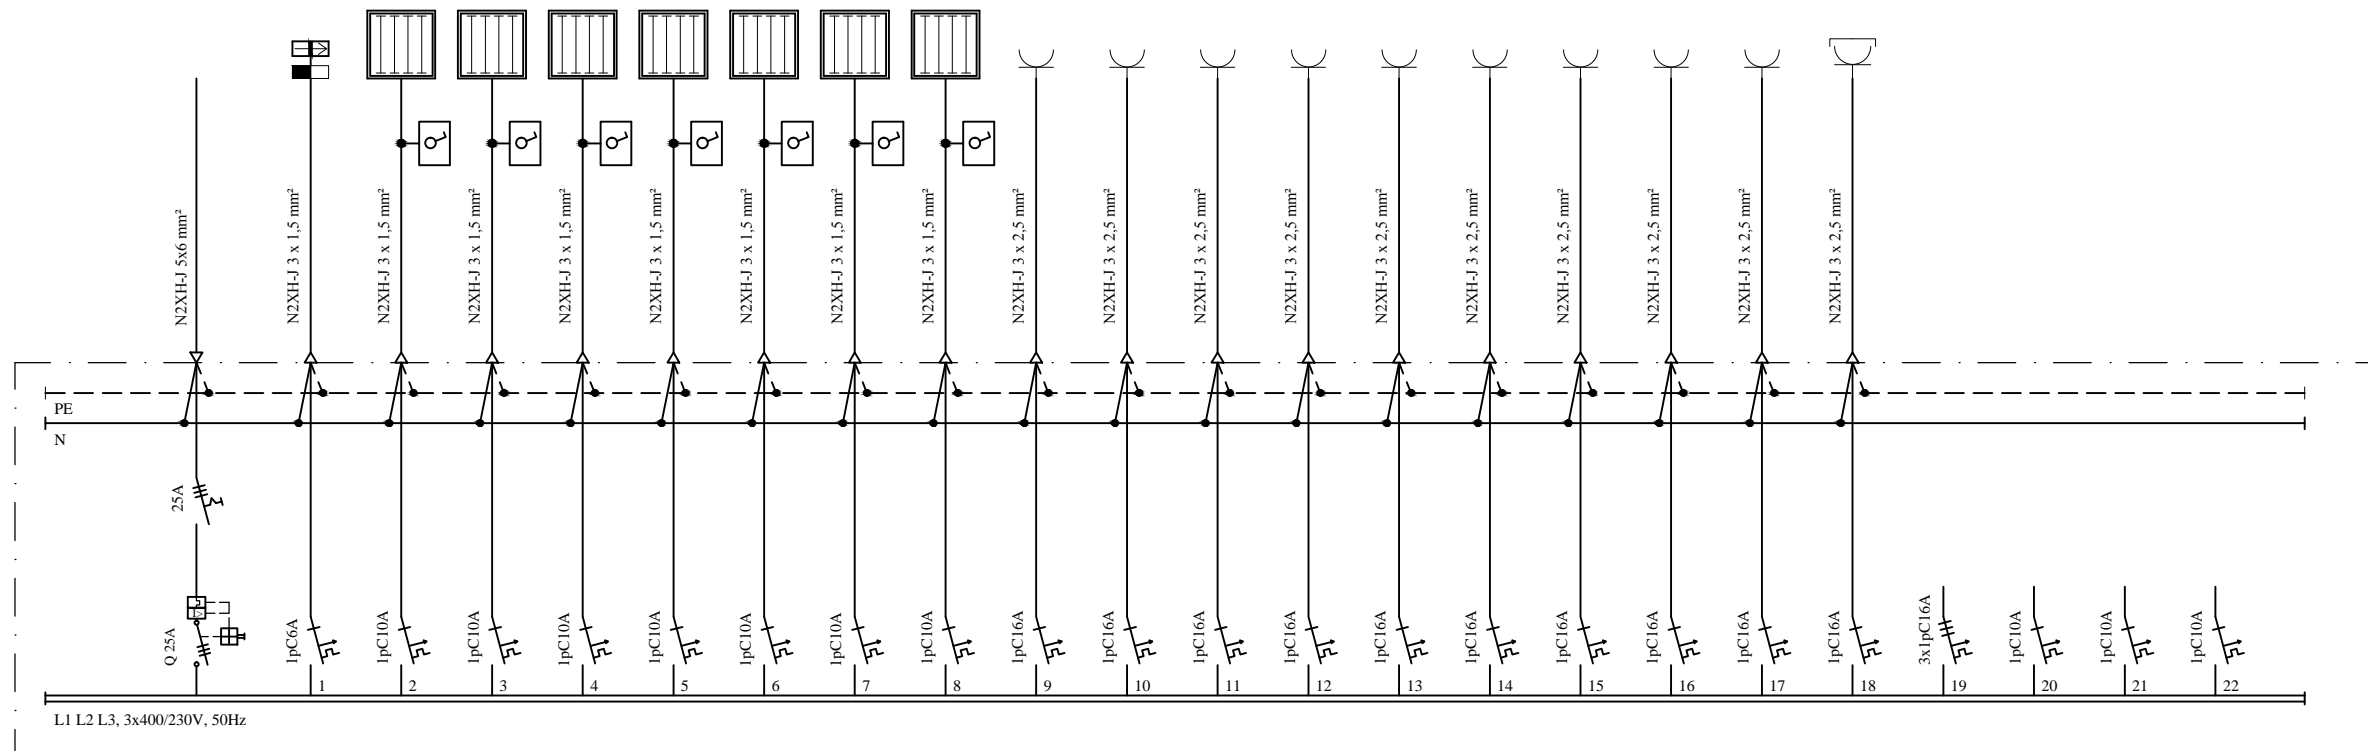 N2XH-J 5x6 mm²
N2XH-J 3 x 1,5 mm²
N2XH-J 3 x 1,5 mm²
N2XH-J 3 x 1,5 mm²
N2XH-J 3 x 1,5 mm²
N2XH-J 3 x 1,5 mm²
N2XH-J 3 x 1,5 mm²
N2XH-J 3 x 1,5 mm²
N2XH-J 3 x 1,5 mm²
N2XH-J 3 x 2,5 mm²
N2XH-J 3 x 2,5 mm²
N2XH-J 3 x 2,5 mm²
N2XH-J 3 x 2,5 mm²
N2XH-J 3 x 2,5 mm²
N2XH-J 3 x 2,5 mm²
N2XH-J 3 x 2,5 mm²
N2XH-J 3 x 2,5 mm²
N2XH-J 3 x 2,5 mm²
N2XH-J 3 x 2,5 mm²
PE
N
25A
Q 25A
1pC6A
1pC10A
1pC10A
1pC10A
1pC10A
1pC10A
1pC10A
1pC10A
1pC16A
1pC16A
1pC16A
1pC16A
1pC16A
1pC16A
1pC16A
1pC16A
1pC16A
1pC16A
3x1pC16A
1pC10A
1pC10A
1pC10A
1 2 3 4 5 6 7 8 9 10 11 12 13 14 15 16 17 18 19 20 21 22
L1 L2 L3, 3x400/230V, 50Hz